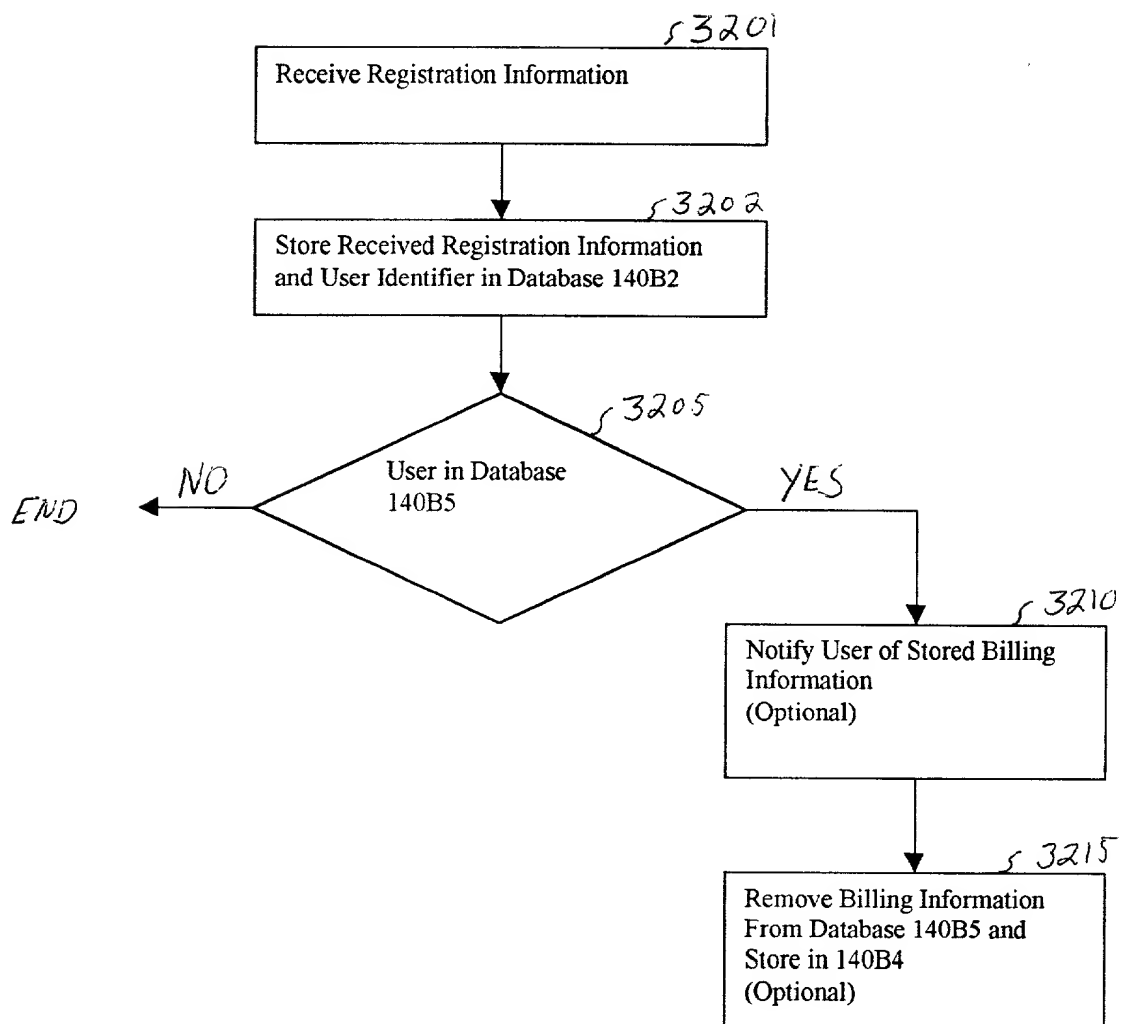 3201
Receive Registration Information
3202
Store Received Registration Information
and User Identifier in Database 140B2
3205
User in Database
140B5
NO
YES
END
3210
Notify User of Stored Billing
Information
(Optional)
3215
Remove Billing Information
From Database 140B5 and
Store in 140B4
(Optional)